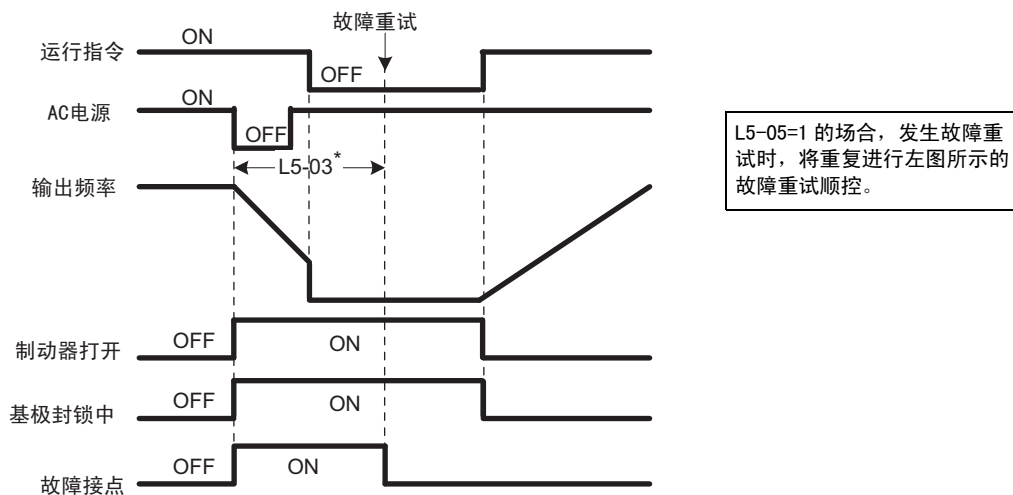 故障重试
运行指令
ON
OFF
AC电源
ON
OFF
L5-03*
输出频率
L5-05=1 的场合，发生故障重
试时，将重复进行左图所示的
故障重试顺控。
制动器打开
OFF
ON
基极封锁中
OFF
ON
故障接点
OFF
ON